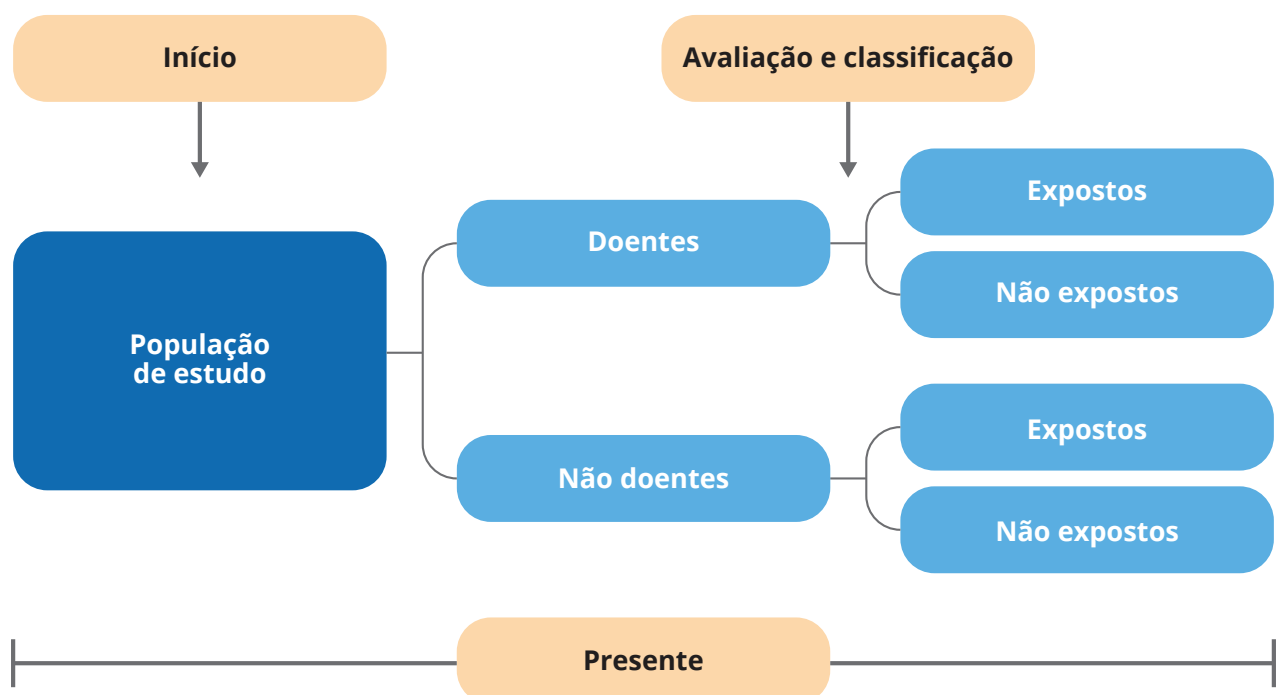 Início
Avaliação e classificação
População
de estudo
Doentes
Expostos
Não expostos
Não doentes
Expostos
Não expostos
Presente